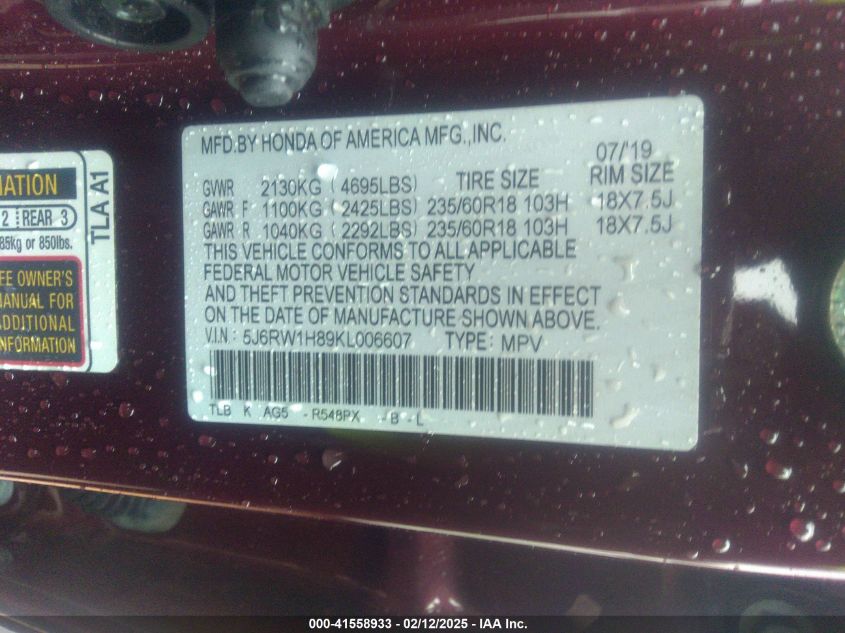 MATION
2 REAR 3
85kg or 850lbs.
EE OWNER'S
MANUAL FOR
ADDITIONAL
INFORMATION
TLA A1
MFD.BY HONDA OF AMERICA MFG.,INC.
07/'19
GVWR 2130KG (4695LBS) TIRE SIZE RIM SIZE
GAWR F 1100KG (2425LBS) 235/60R18 103H 18X7.5J
GAWR R 1040KG (2292LBS) 235/60R18 103H 18X7.5J
THIS VEHICLE CONFORMS TO ALL APPLICABLE
FEDERAL MOTOR VEHICLE SAFETY
AND THEFT PREVENTION STANDARDS IN EFFECT
ON THE DATE OF MANUFACTURE SHOWN ABOVE.
V.I.N: 5J6RW1H89KL006607 TYPE: MPV
TLB K AG5 - R548PX - B - L
000-41558933 - 02/12/2025 - IAA Inc.